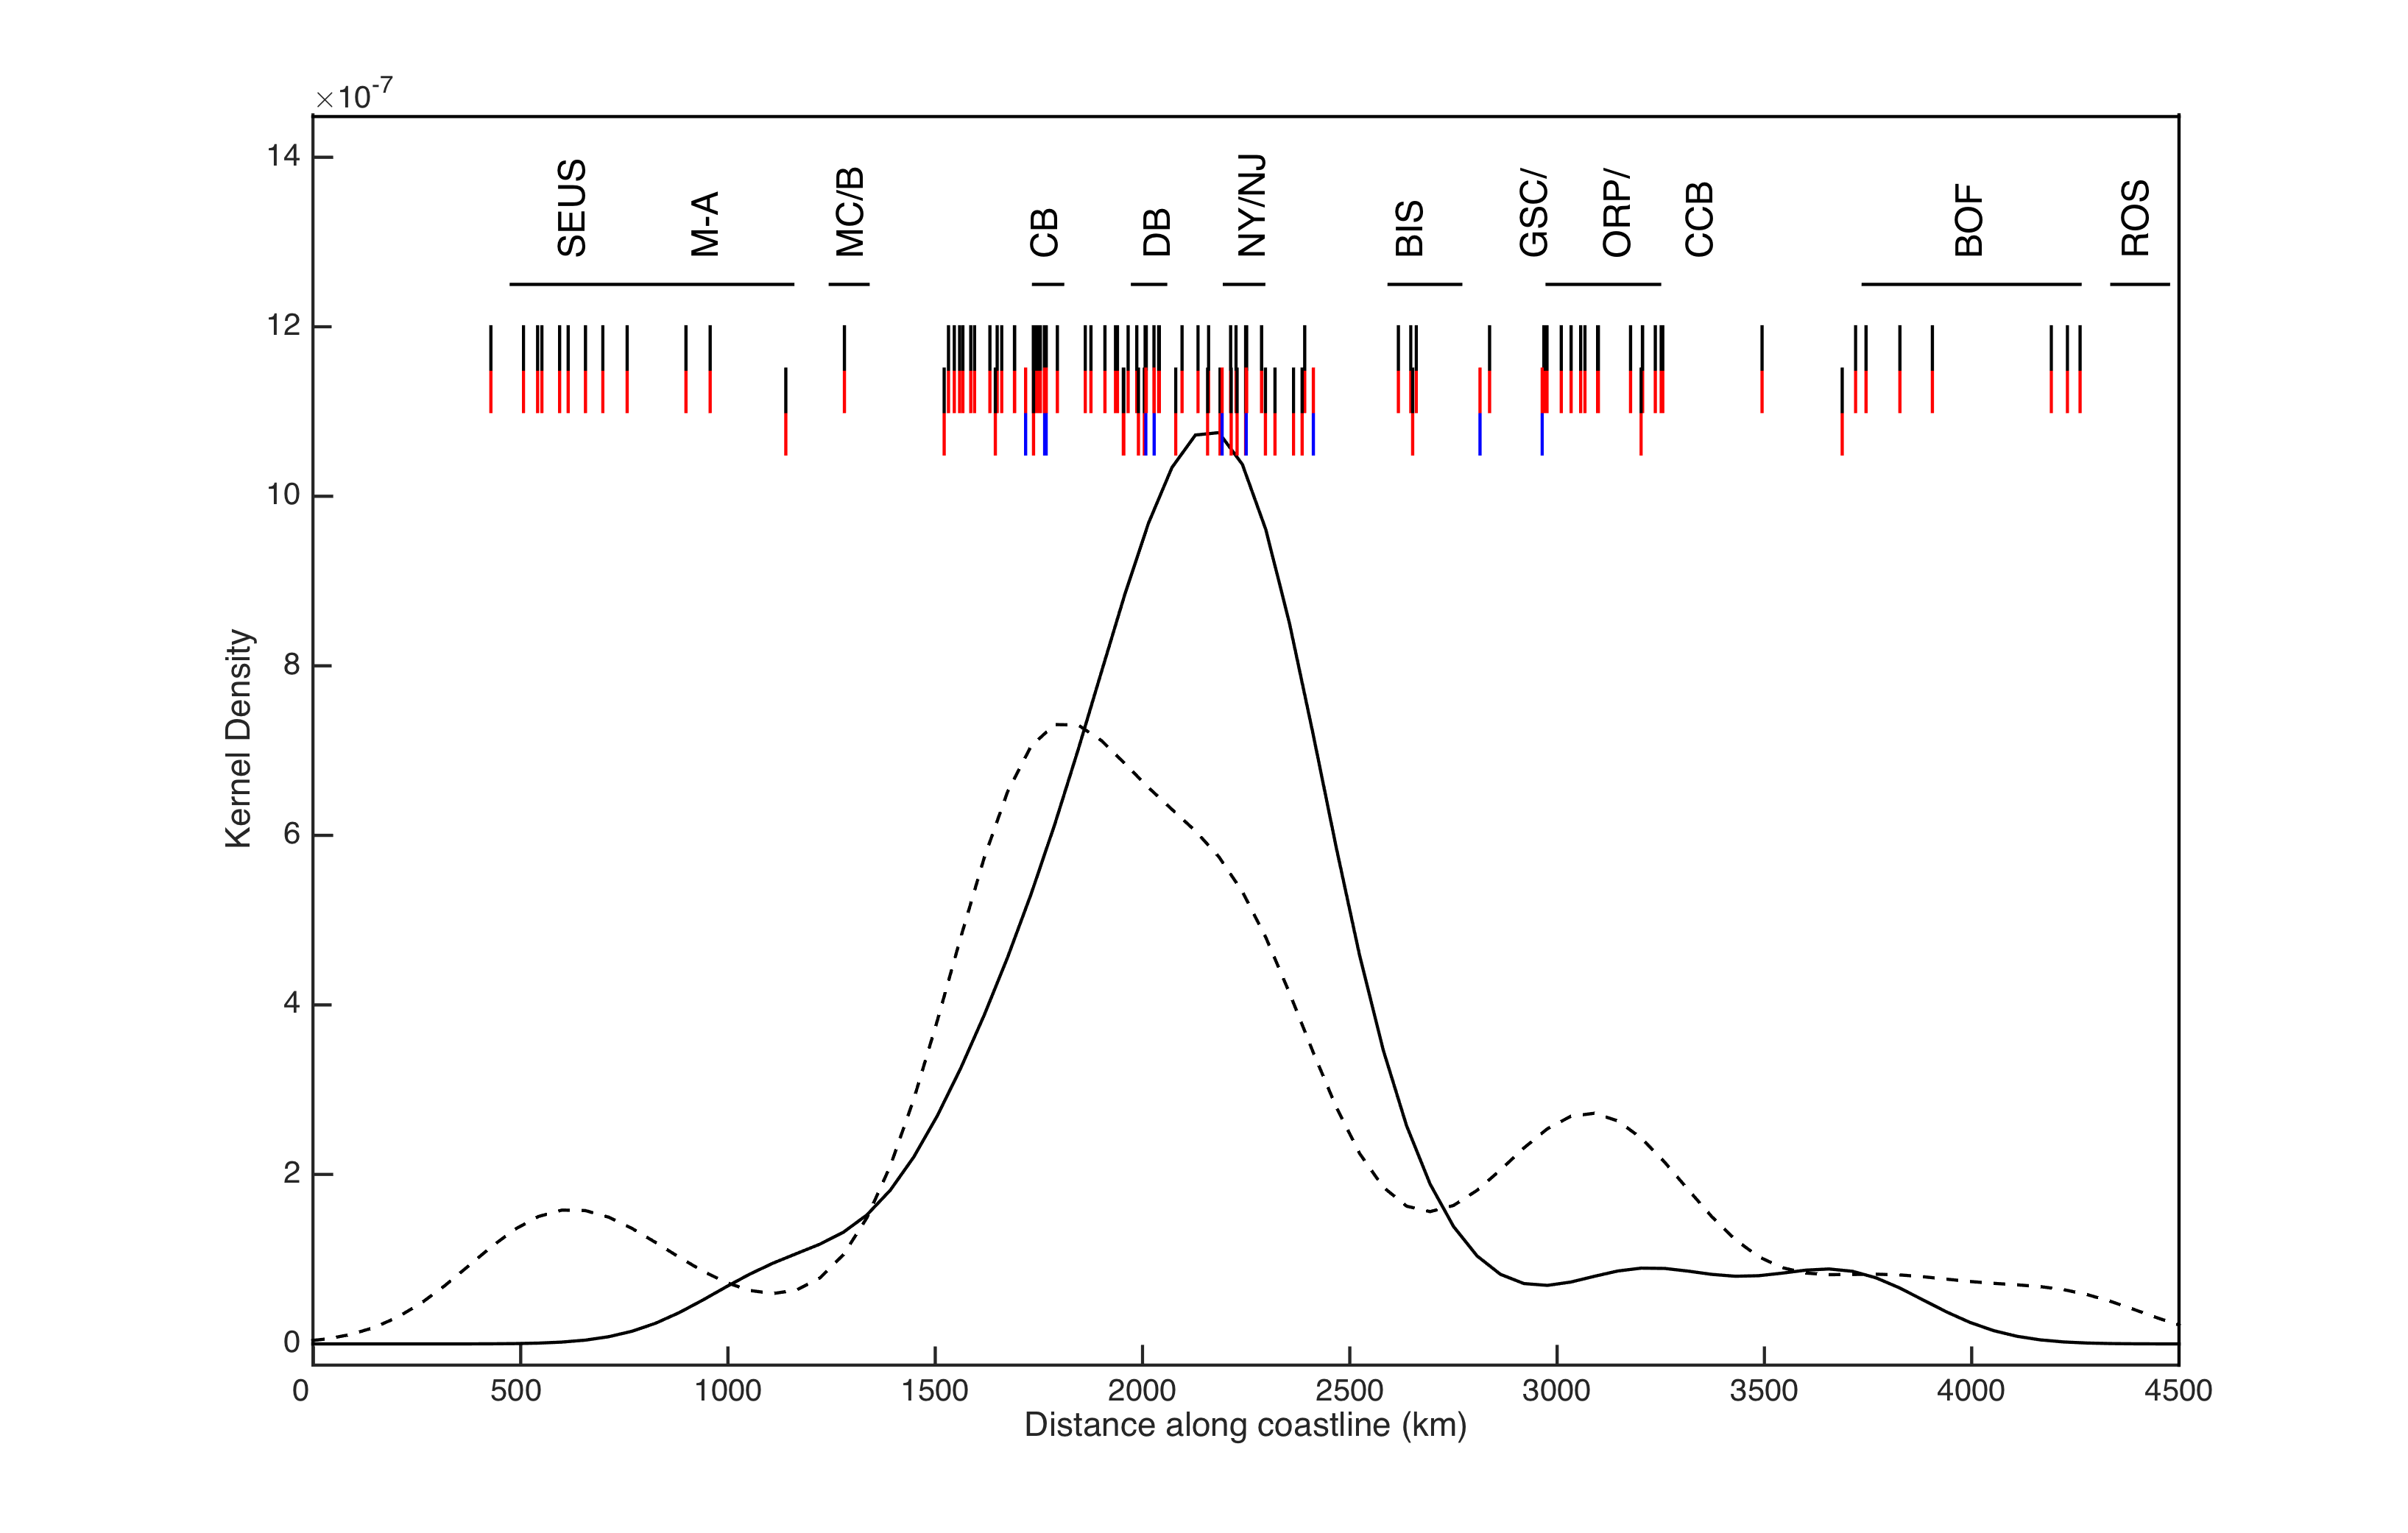 ×10-7
14
12
10
8
6
4
2
0
Kernel Density
SEUS
M-A
MC/B
CB
DB
NY/NJ
BIS
GSC/
ORP/
CCB
BOF
ROS
0 500 1000 1500 2000 2500 3000 3500 4000 4500
Distance along coastline (km)